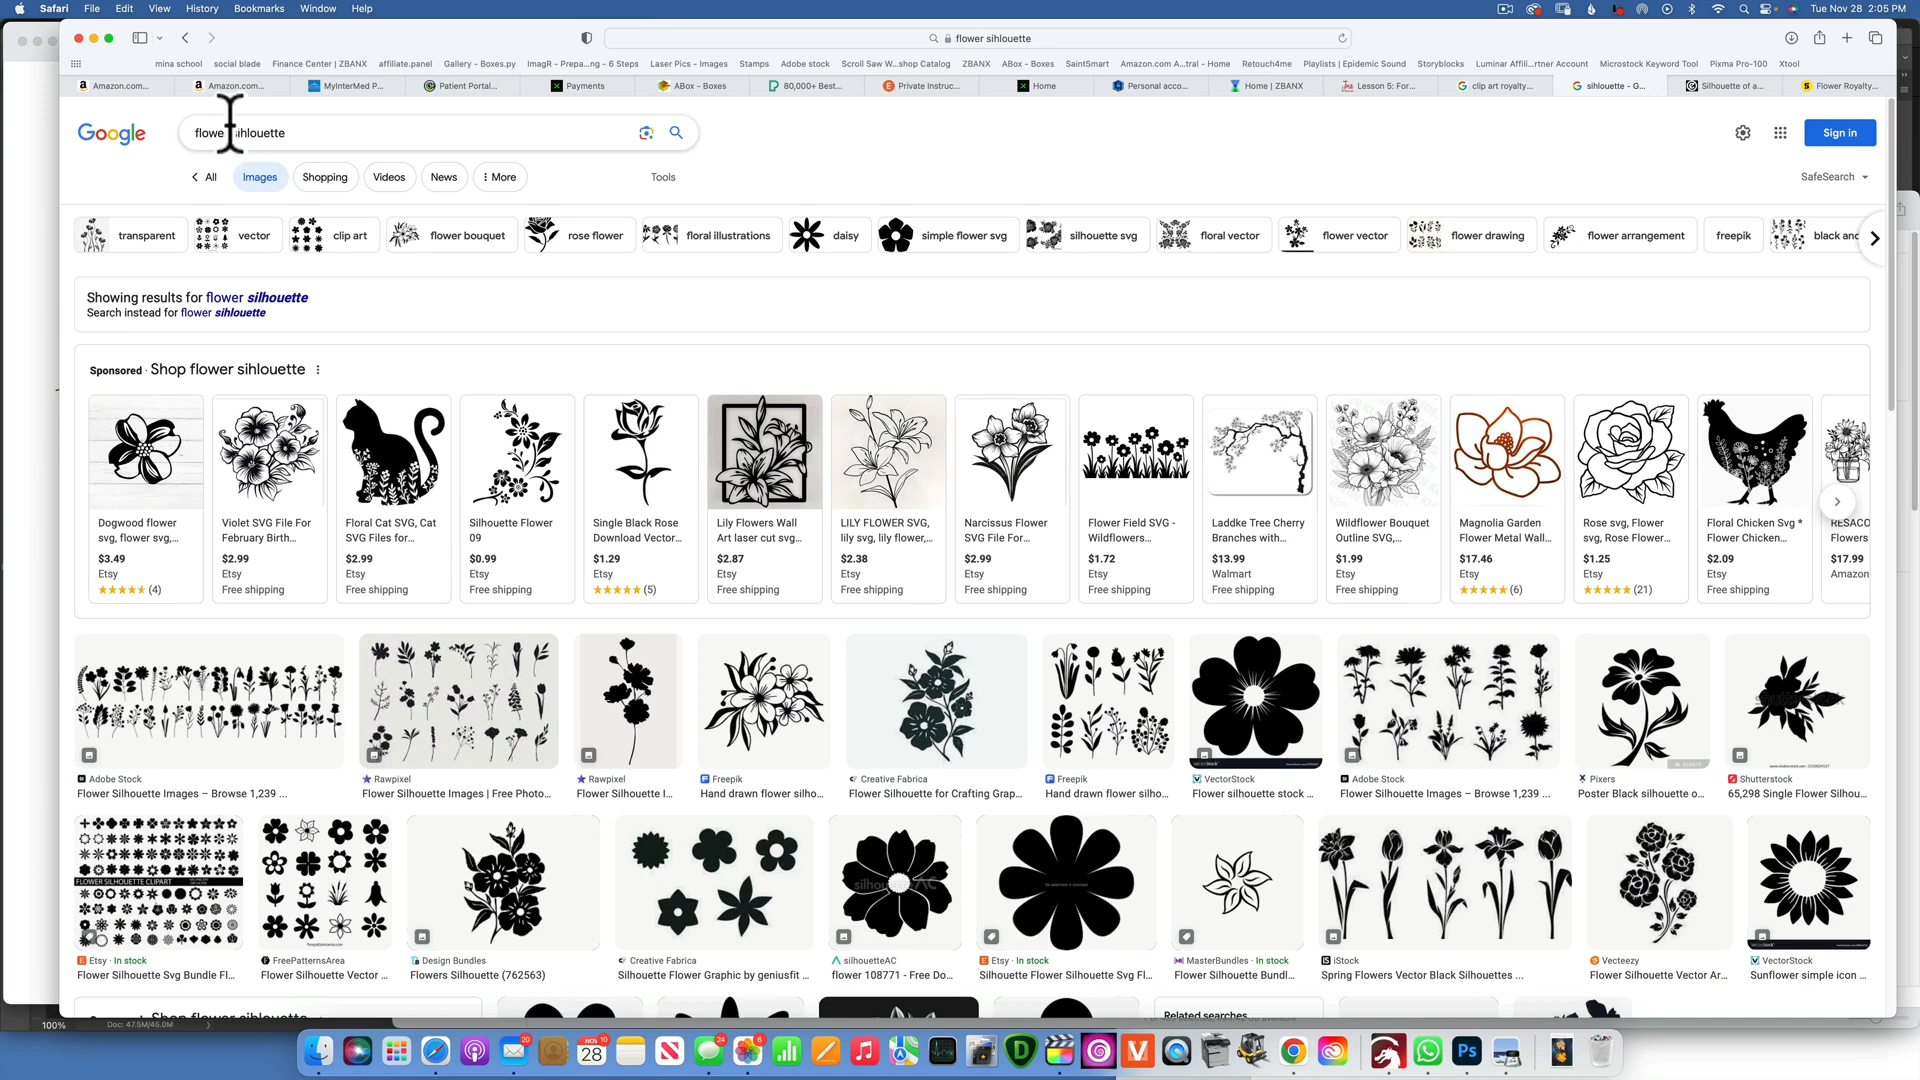 Safari File Edit View History Bookmarks Window Help
Tue Nov 28 2:05 PM
flower sihlouette
mina school social blade Finance Center | ZBANX affiliate.panel Gallery - Boxes.py ImagR - Prepa...ng - 6 Steps Laser Pics - Images Stamps Adobe stock Scroll Saw W...shop Catalog ZBANX ABox - Boxes SaintSmart Amazon.com A...tral - Home Retouch4me Playlists | Epidemic Sound Storyblocks Luminar Affili...rtner Account Microstock Keyword Tool Pixma Pro-100 Xtool
Amazon.com... Amazon.com... MyInterMed P... Patient Portal... Payments ABox - Boxes 80,000+ Best... Private Instruc... Home Personal acco... Home | ZBANX Lesson 5: For... clip art royalty... sihlouette - G... Silhouette of a... Flower Royalty...
Google
flowe sihlouette
Sign in
All Images Shopping Videos News More Tools SafeSearch
transparent vector clip art flower bouquet rose flower floral illustrations daisy simple flower svg silhouette svg floral vector flower vector flower drawing flower arrangement freepik black and
Showing results for flower silhouette
Search instead for flower sihlouette
Sponsored · Shop flower sihlouette
Dogwood flower svg, flower svg,...
$3.49
Etsy
(4)
Violet SVG File For February Birth...
$2.99
Etsy
Free shipping
Floral Cat SVG, Cat SVG Files for...
$2.99
Etsy
Free shipping
Silhouette Flower 09
$0.99
Etsy
Free shipping
Single Black Rose Download Vector...
$1.29
Etsy
(5)
Lily Flowers Wall Art laser cut svg...
$2.87
Etsy
Free shipping
LILY FLOWER SVG, lily svg, lily flower,...
$2.38
Etsy
Free shipping
Narcissus Flower SVG File For...
$2.99
Etsy
Free shipping
Flower Field SVG - Wildflowers...
$1.72
Etsy
Free shipping
Laddke Tree Cherry Branches with...
$13.99
Walmart
Free shipping
Wildflower Bouquet Outline SVG,...
$1.99
Etsy
Free shipping
Magnolia Garden Flower Metal Wall...
$17.46
Etsy
(6)
Rose svg, Flower svg, Rose Flower...
$1.25
Etsy
(21)
Floral Chicken Svg * Flower Chicken...
$2.09
Etsy
Free shipping
RESACO Flowers
$17.99
Amazon
Adobe Stock
Flower Silhouette Images – Browse 1,239 ...
Rawpixel
Flower Silhouette Images | Free Photo...
Rawpixel
Flower Silhouette I...
Freepik
Hand drawn flower silho...
Creative Fabrica
Flower Silhouette for Crafting Grap...
Freepik
Hand drawn flower silho...
VectorStock
Flower silhouette stock ...
Adobe Stock
Flower Silhouette Images – Browse 1,239 ...
Pixers
Poster Black silhouette o...
Shutterstock
65,298 Single Flower Silhou...
FLOWER SILHOUETTE CLIPART
Etsy · In stock
Flower Silhouette Svg Bundle Fl...
FreePatternsArea
Flower Silhouette Vector ...
Design Bundles
Flowers Silhouette (762563)
Creative Fabrica
Silhouette Flower Graphic by geniusfit ...
silhouetteAC
silhouetteAC
flower 108771 - Free Do...
Etsy · In stock
Silhouette Flower Silhouette Svg Fl...
MasterBundles · In stock
Flower Silhouette Bundl...
iStock
Spring Flowers Vector Black Silhouettes ...
Vecteezy
Flower Silhouette Vector Ar...
VectorStock
Sunflower simple icon ...
Shop flower sihlouette
Related searches
100% Doc: 47.5M/45.0M
NOV
28
20
10
24
6
Ps